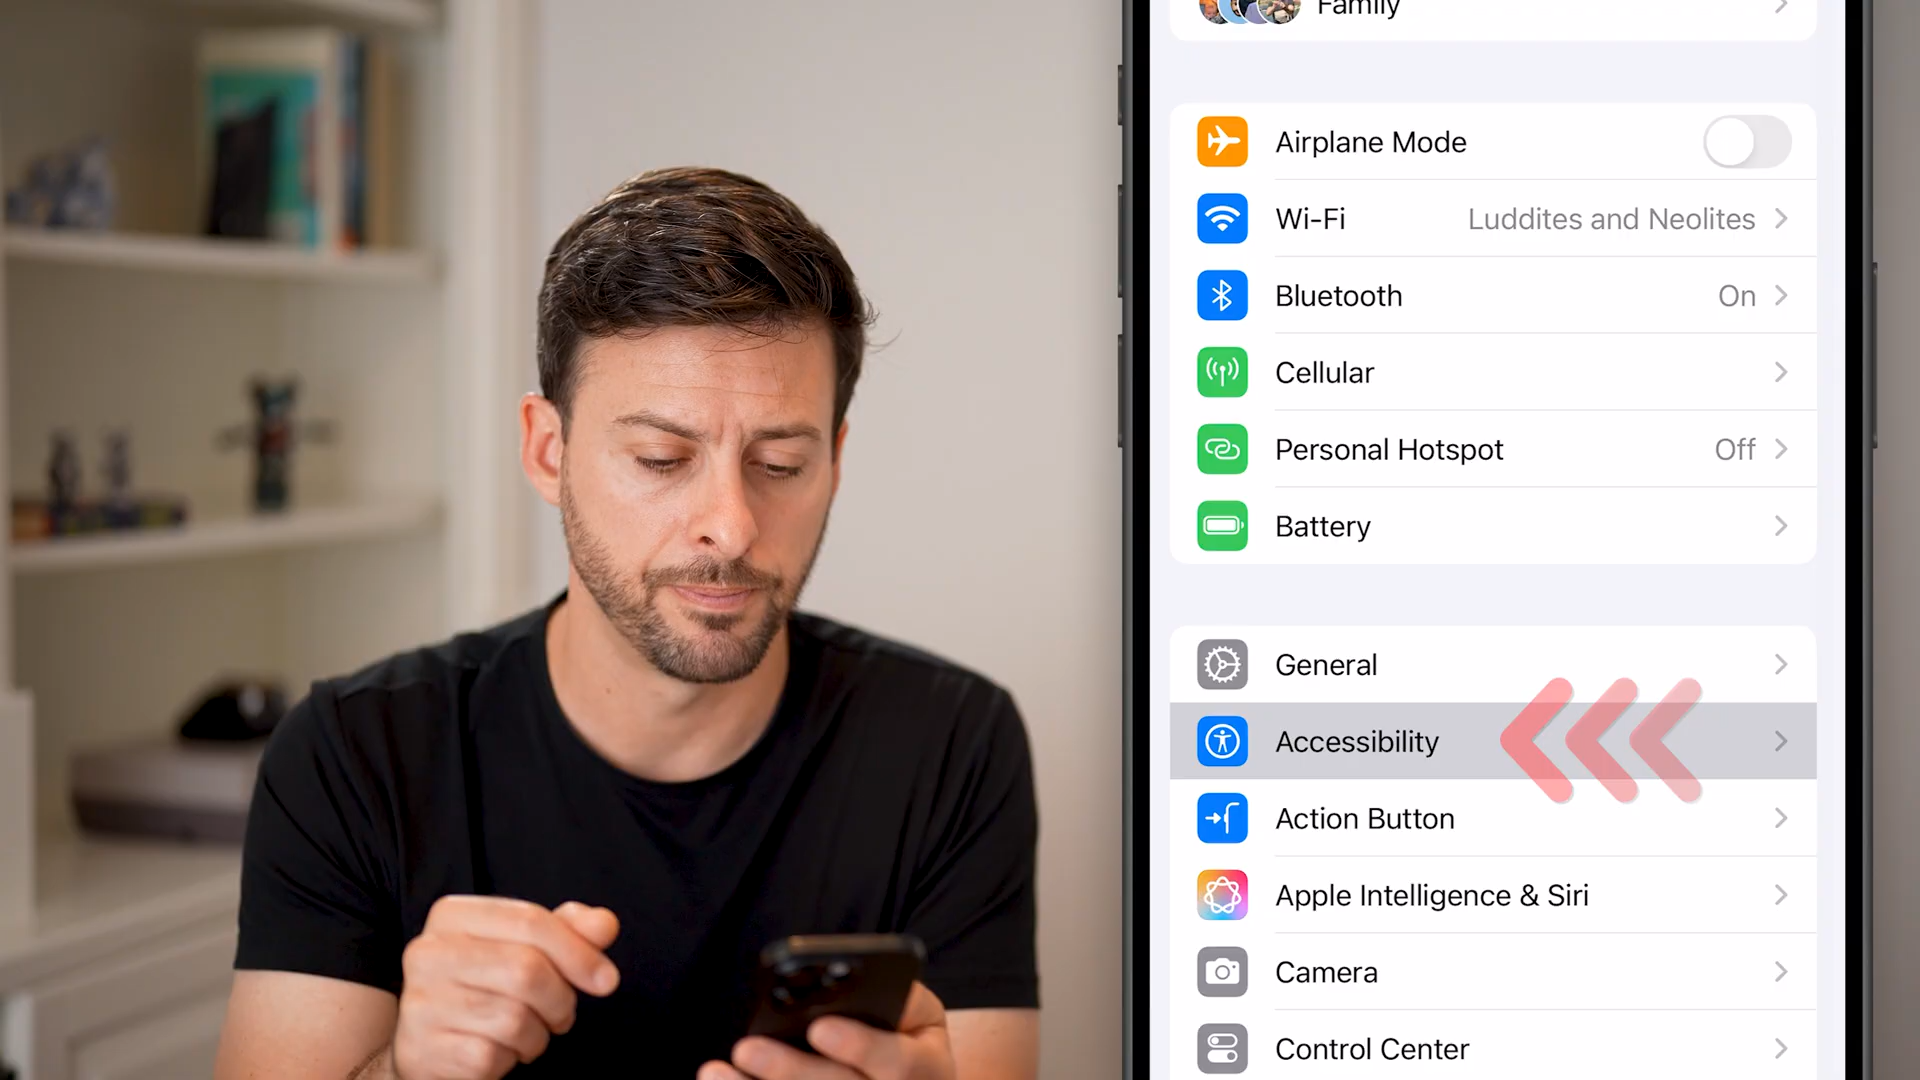 Family
Airplane Mode
Wi-Fi Luddites and Neolites
Bluetooth On
Cellular
Personal Hotspot Off
Battery
General
Accessibility
Action Button
Apple Intelligence & Siri
Camera
Control Center